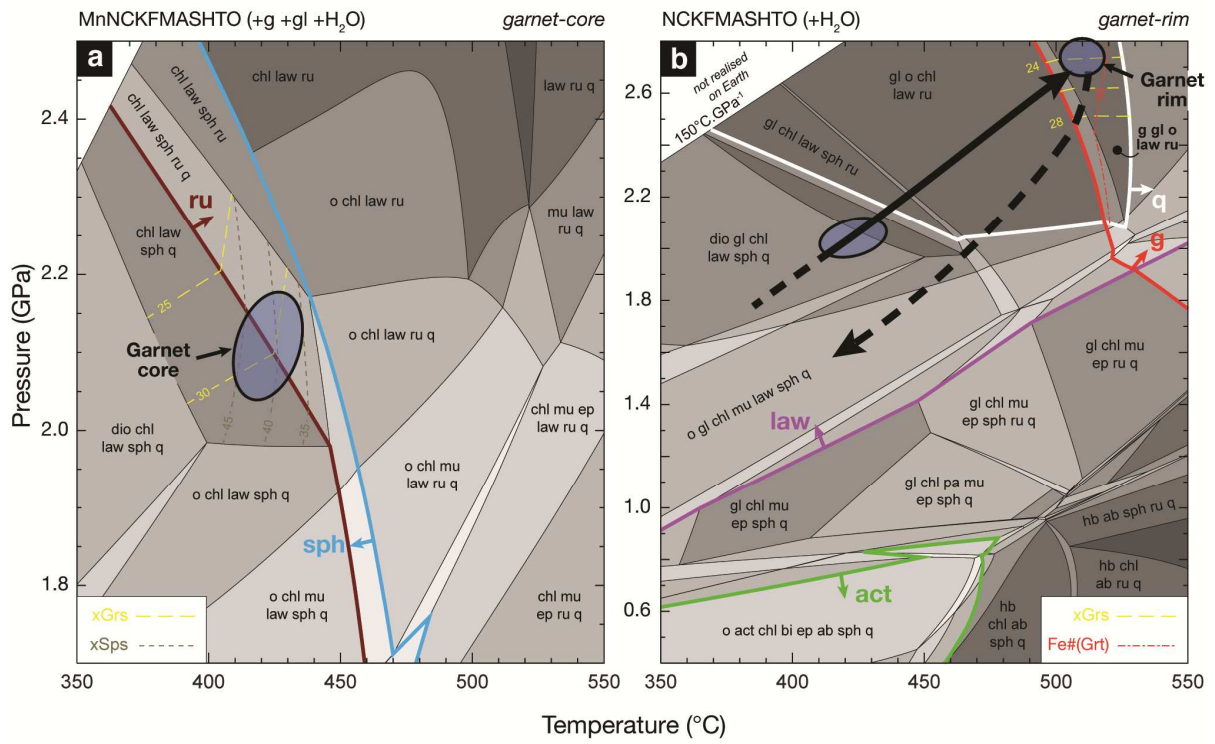 MnNCKFMASHTO (+g +gl +H₂O)
garnet-core
a
chl law ru
law ru q
chl law sph ru
chl law sph ru q
ru
o chl law ru
mu law
ru q
chl law
sph q
25
Garnet
core
o chl law ru q
30
45
40
35
dio chl
law sph q
chl mu ep
law ru q
o chl law sph q
o chl mu
law ru q
sph
o chl mu
law sph q
chl mu
ep ru q
xGrs
xSps
2.4
2.2
2.0
1.8
350
400
450
500
550
Pressure (GPa)
NCKFMASHTO (+H₂O)
garnet-rim
b
not realised
on Earth
150°C.GPa⁻¹
gl o chl
law ru
24
28
Garnet
rim
gl chl law sph ru
g gl o
law ru
q
dio gl chl
law sph q
g
o gl chl mu law sph q
gl chl mu
ep ru q
law
gl chl mu
ep sph ru q
gl chl pa mu
ep sph q
gl chl mu
ep sph q
hb ab sph ru q
act
hb chl
ab ru q
hb
chl ab
sph q
o act chl bi ep ab sph q
xGrs
Fe#(Grt)
2.6
2.2
1.8
1.4
1.0
0.6
350
400
450
500
550
Temperature (°C)